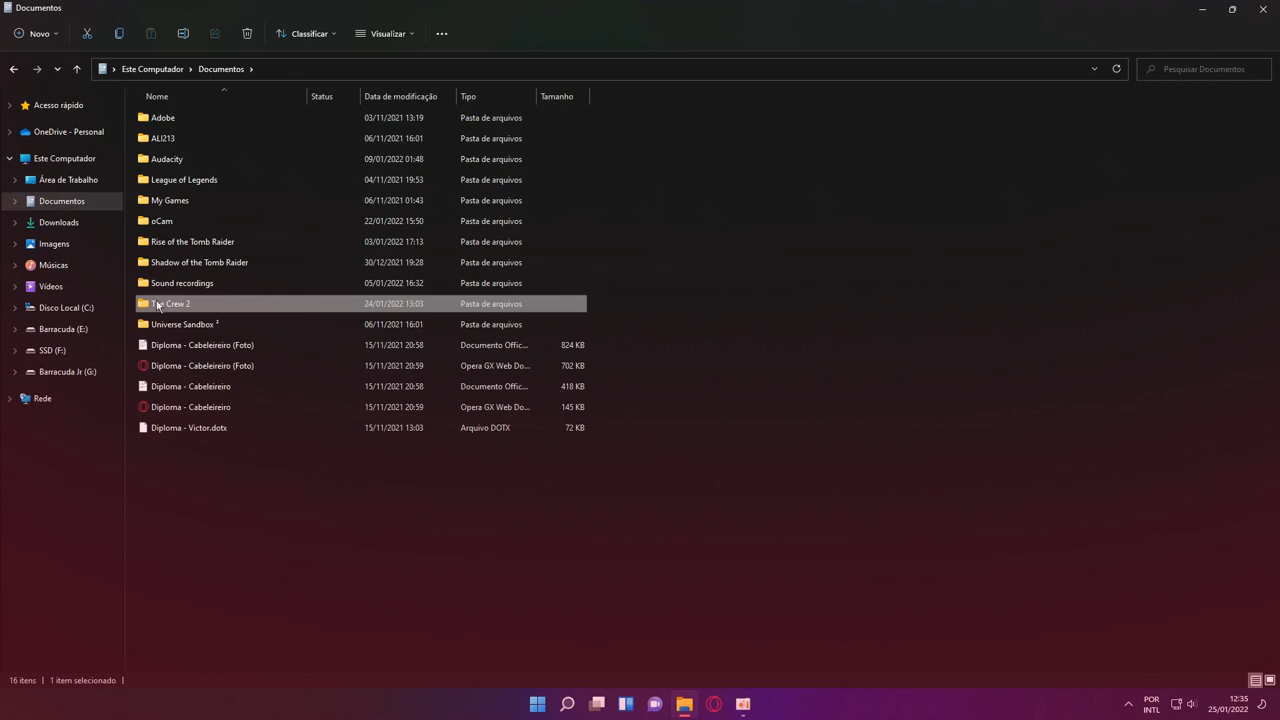 Documentos
Novo
Classificar
Visualizar
Este Computador
Documentos
Pesquisar Documentos
Nome
Status
Data de modificação
Tipo
Tamanho
Acesso rápido
OneDrive - Personal
Este Computador
Área de Trabalho
Documentos
Downloads
Imagens
Músicas
Vídeos
Disco Local (C:)
Barracuda (E:)
SSD (F:)
Barracuda Jr (G:)
Rede
Adobe 03/11/2021 13:19 Pasta de arquivos
ALI213 06/11/2021 16:01 Pasta de arquivos
Audacity 09/01/2022 01:48 Pasta de arquivos
League of Legends 04/11/2021 19:53 Pasta de arquivos
My Games 06/11/2021 01:43 Pasta de arquivos
oCam 22/01/2022 15:50 Pasta de arquivos
Rise of the Tomb Raider 03/01/2022 17:13 Pasta de arquivos
Shadow of the Tomb Raider 30/12/2021 19:28 Pasta de arquivos
Sound recordings 05/01/2022 16:32 Pasta de arquivos
The Crew 2 24/01/2022 13:03 Pasta de arquivos
Universe Sandbox ² 06/11/2021 16:01 Pasta de arquivos
Diploma - Cabeleireiro (Foto) 15/11/2021 20:58 Documento Offic... 824 KB
Diploma - Cabeleireiro (Foto) 15/11/2021 20:59 Opera GX Web Do... 702 KB
Diploma - Cabeleireiro 15/11/2021 20:58 Documento Offic... 418 KB
Diploma - Cabeleireiro 15/11/2021 20:59 Opera GX Web Do... 145 KB
Diploma - Victor.dotx 15/11/2021 13:03 Arquivo DOTX 72 KB
16 itens
1 item selecionado
POR
INTL
12:35
25/01/2022